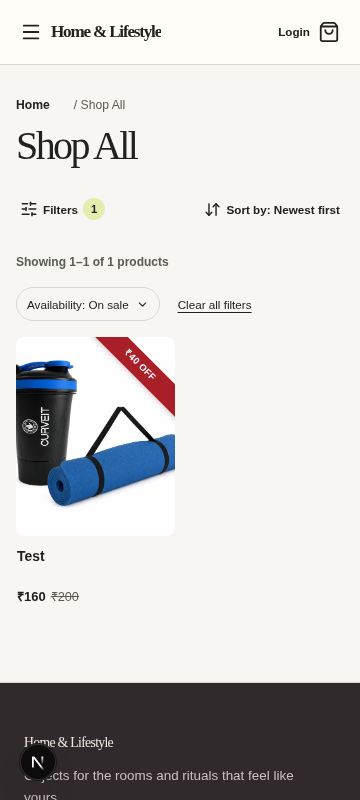 Home & Lifestyle
Login
Home / Shop All
Shop All
Filters 1
Sort by: Newest first
Showing 1–1 of 1 products
Availability: On sale
Clear all filters
₹40 OFF
CURVEIT
Test
₹160 ₹200
Home & Lifestyle
N
for the rooms and rituals that feel like
yours